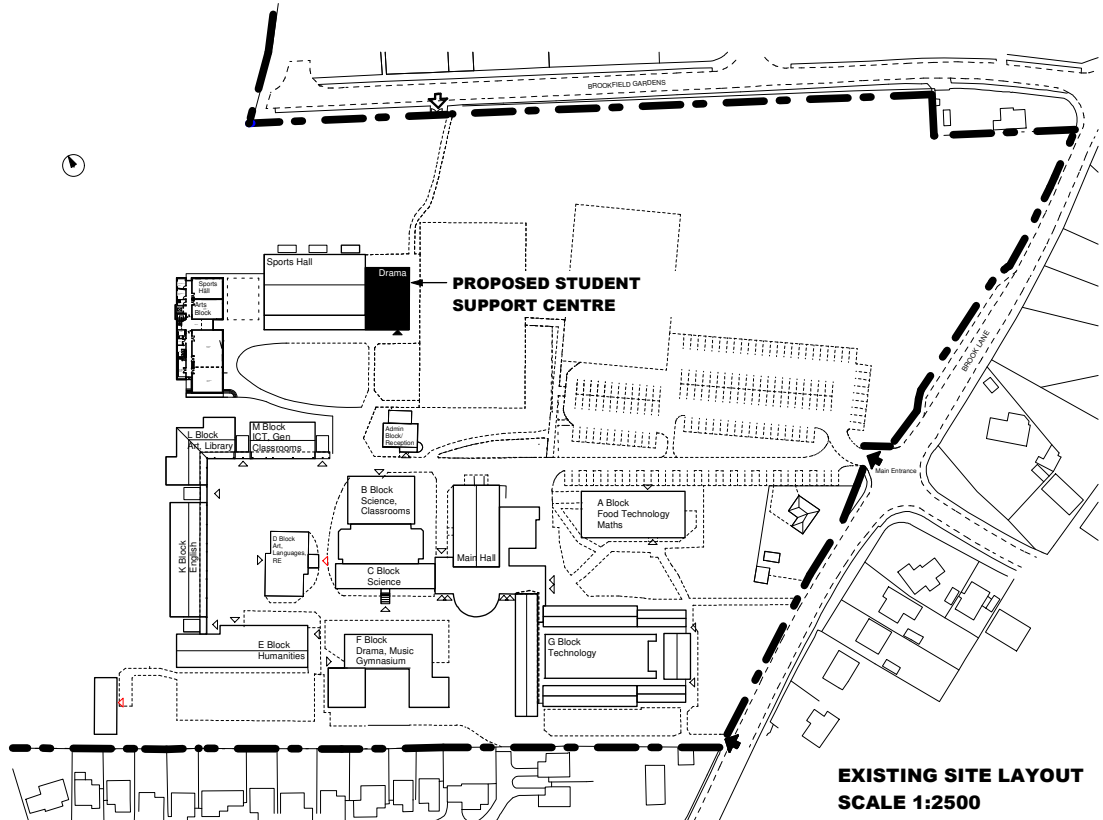 BROOKFIELD GARDENS
Sports Hall
Drama
PROPOSED STUDENT
SUPPORT CENTRE
Sports
Hall
Arts
Block
BROOK LANE
L Block
Art, Library
M Block
ICT, Gen
Classrooms
Admin
Block/
Reception
Main Entrance
B Block
Science,
Classrooms
A Block
Food Technology
Maths
K Block
English
D Block
Art,
Languages,
RE
Main Hall
C Block
Science
E Block
Humanities
F Block
Drama, Music
Gymnasium
G Block
Technology
EXISTING SITE LAYOUT
SCALE 1:2500